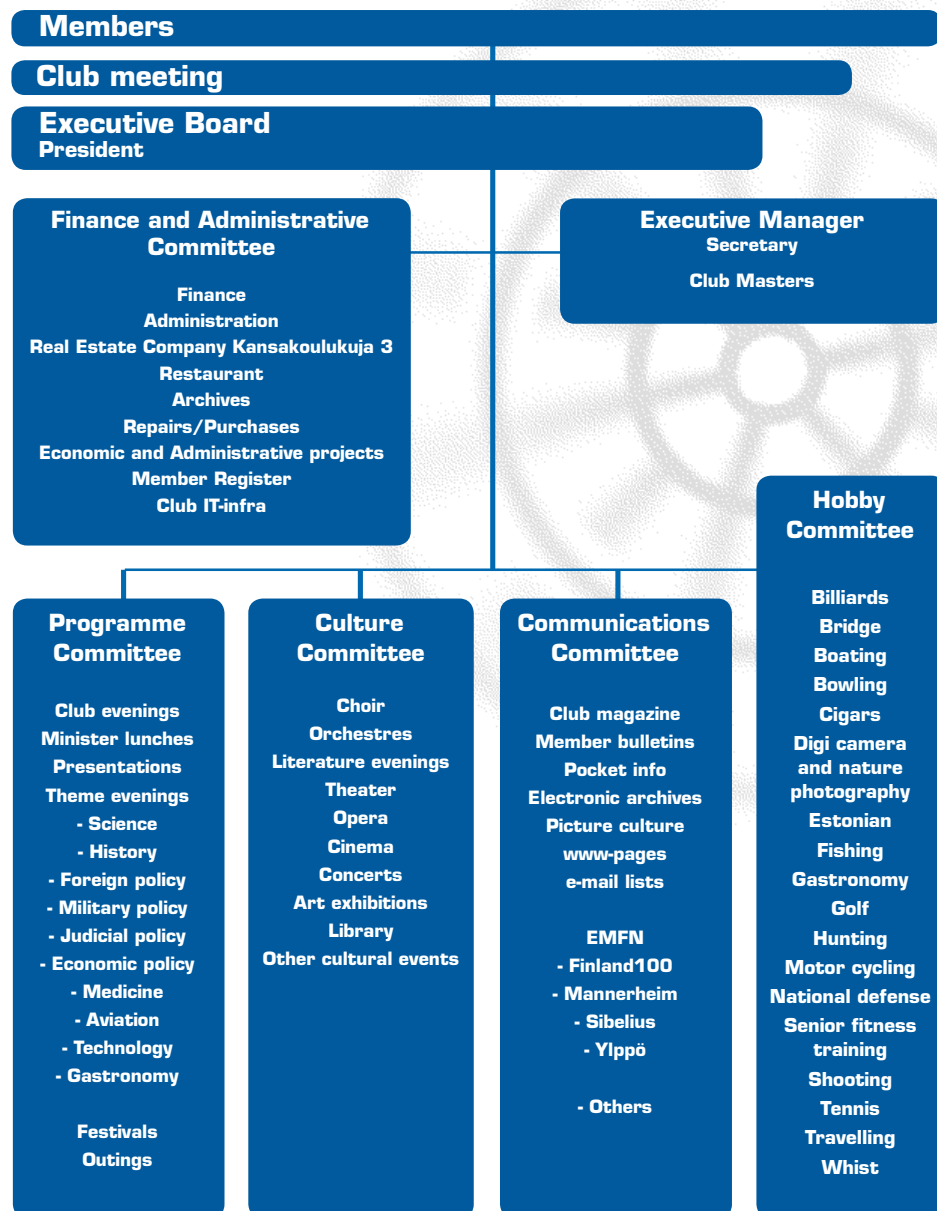 Members
Club meeting
Executive Board
President
Finance and Administrative
Committee
Finance
Administration
Real Estate Company Kansakoulukuja 3
Restaurant
Archives
Repairs/Purchases
Economic and Administrative projects
Member Register
Club IT-infra
Executive Manager
Secretary
Club Masters
Programme
Committee
Club evenings
Minister lunches
Presentations
Theme evenings
- Science
- History
- Foreign policy
- Military policy
- Judicial policy
- Economic policy
- Medicine
- Aviation
- Technology
- Gastronomy
Festivals
Outings
Culture
Committee
Choir
Orchestres
Literature evenings
Theater
Opera
Cinema
Concerts
Art exhibitions
Library
Other cultural events
Communications
Committee
Club magazine
Member bulletins
Pocket info
Electronic archives
Picture culture
www-pages
e-mail lists
EMFN
- Finland100
- Mannerheim
- Sibelius
- Ylppö
- Others
Hobby
Committee
Billiards
Bridge
Boating
Bowling
Cigars
Digi camera
and nature
photography
Estonian
Fishing
Gastronomy
Golf
Hunting
Motor cycling
National defense
Senior fitness
training
Shooting
Tennis
Travelling
Whist